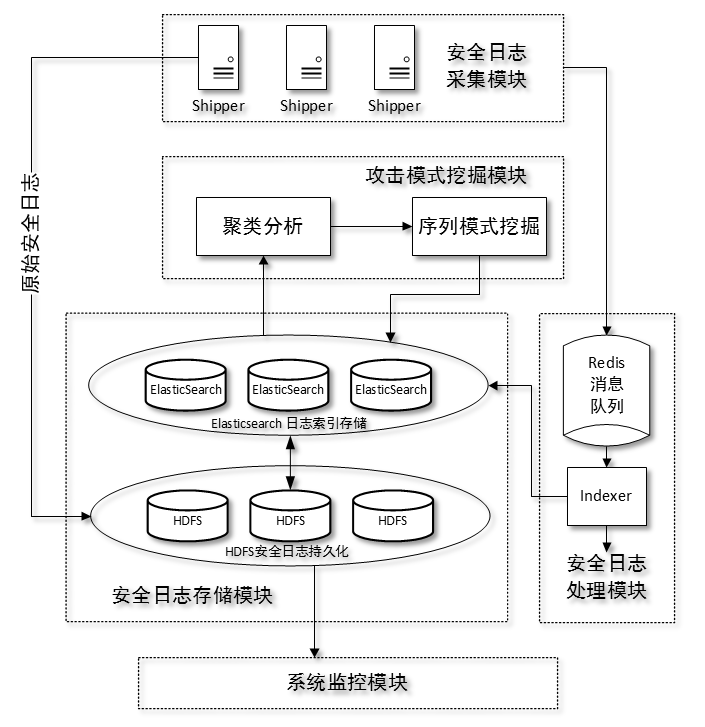 安全日志
采集模块
Shipper
Shipper
Shipper
原始安全日志
攻击模式挖掘模块
聚类分析
序列模式挖掘
ElasticSearch
ElasticSearch
ElasticSearch
Elasticsearch 日志索引存储
HDFS
HDFS
HDFS
HDFS安全日志持久化
安全日志存储模块
Redis
消息
队列
Indexer
安全日志
处理模块
系统监控模块